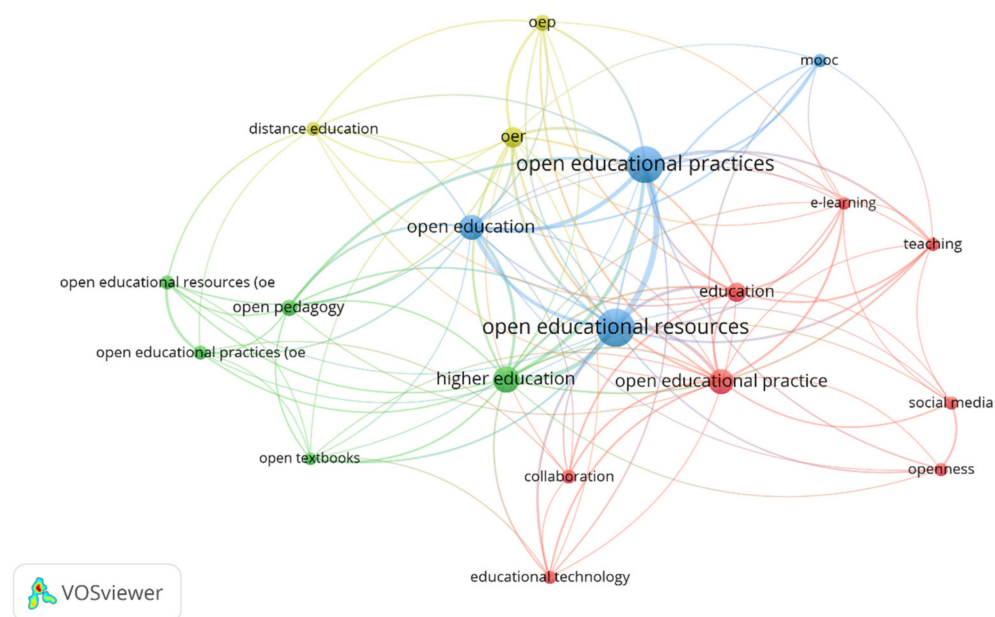 oep
mooc
distance education
oer
open educational practices
e-learning
open education
teaching
open educational resources (oe
education
open pedagogy
open educational resources
open educational practices (oe
higher education
open educational practice
social media
open textbooks
openness
collaboration
educational technology
VOSviewer